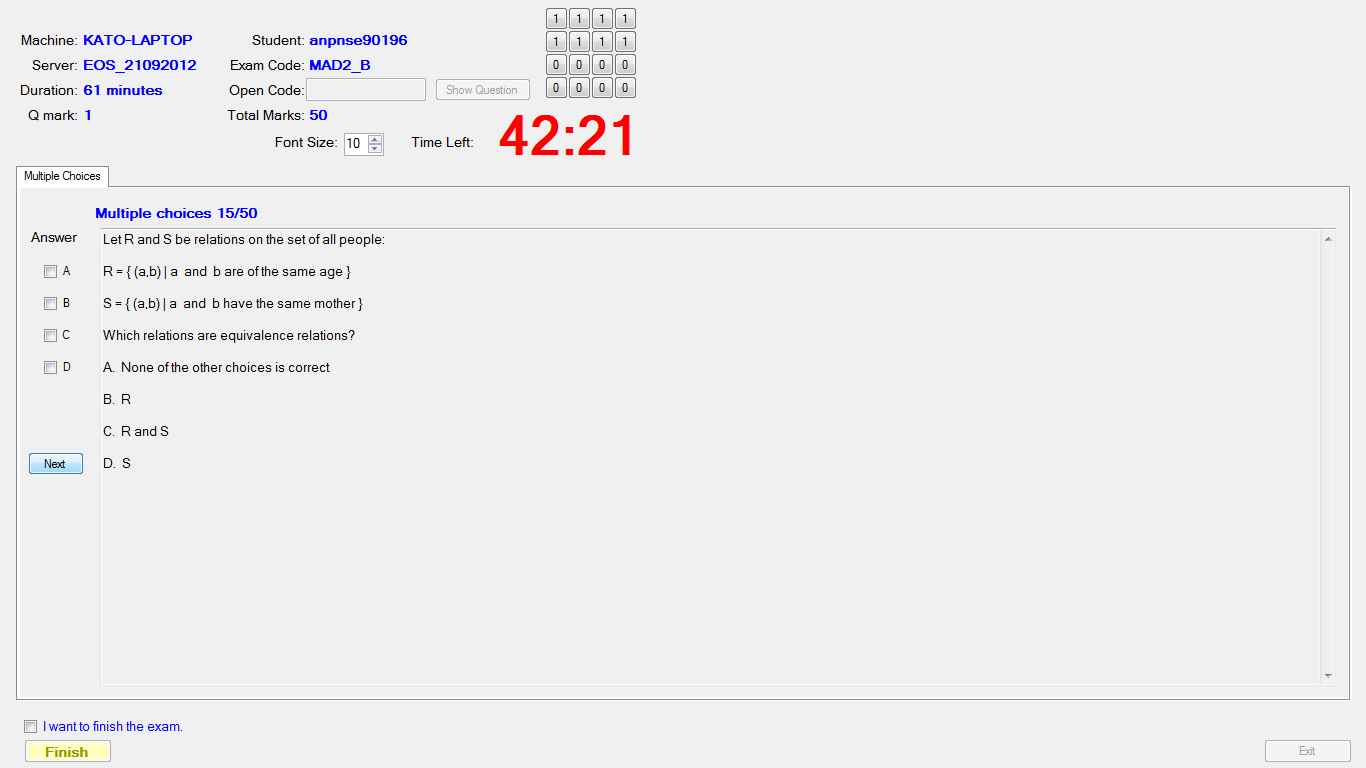 Machine: KATO-LAPTOP Student: anpnse90196
Server: EOS_21092012 Exam Code: MAD2_B
Duration: 61 minutes Open Code: Show Question
Q mark: 1 Total Marks: 50
1 1 1 1
1 1 1 1
0 0 0 0
0 0 0 0
Font Size: 10 Time Left: 42:21
Multiple Choices
Multiple choices 15/50
Answer
Let R and S be relations on the set of all people:
A R = { (a,b) | a and b are of the same age }
B S = { (a,b) | a and b have the same mother }
C Which relations are equivalence relations?
D A. None of the other choices is correct
B. R
C. R and S
Next D. S
I want to finish the exam.
Finish Exit